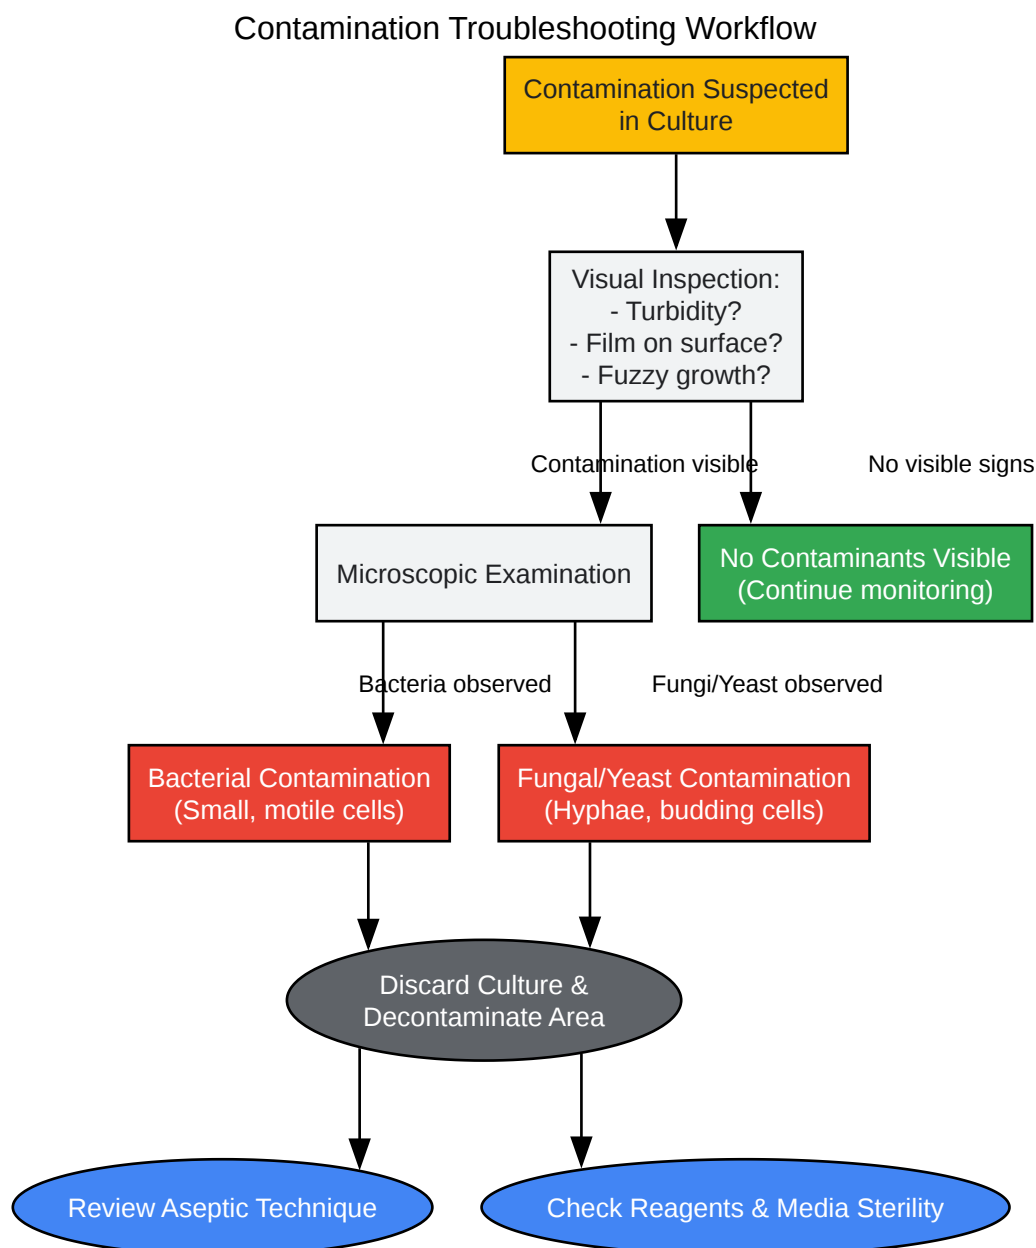 Contamination Troubleshooting Workflow
Contamination Suspected
in Culture
Visual Inspection:
- Turbidity?
- Film on surface?
- Fuzzy growth?
Contamination visible
No visible signs
Microscopic Examination
No Contaminants Visible
(Continue monitoring)
Bacteria observed
Fungi/Yeast observed
Bacterial Contamination
(Small, motile cells)
Fungal/Yeast Contamination
(Hyphae, budding cells)
Discard Culture &
Decontaminate Area
Review Aseptic Technique
Check Reagents & Media Sterility